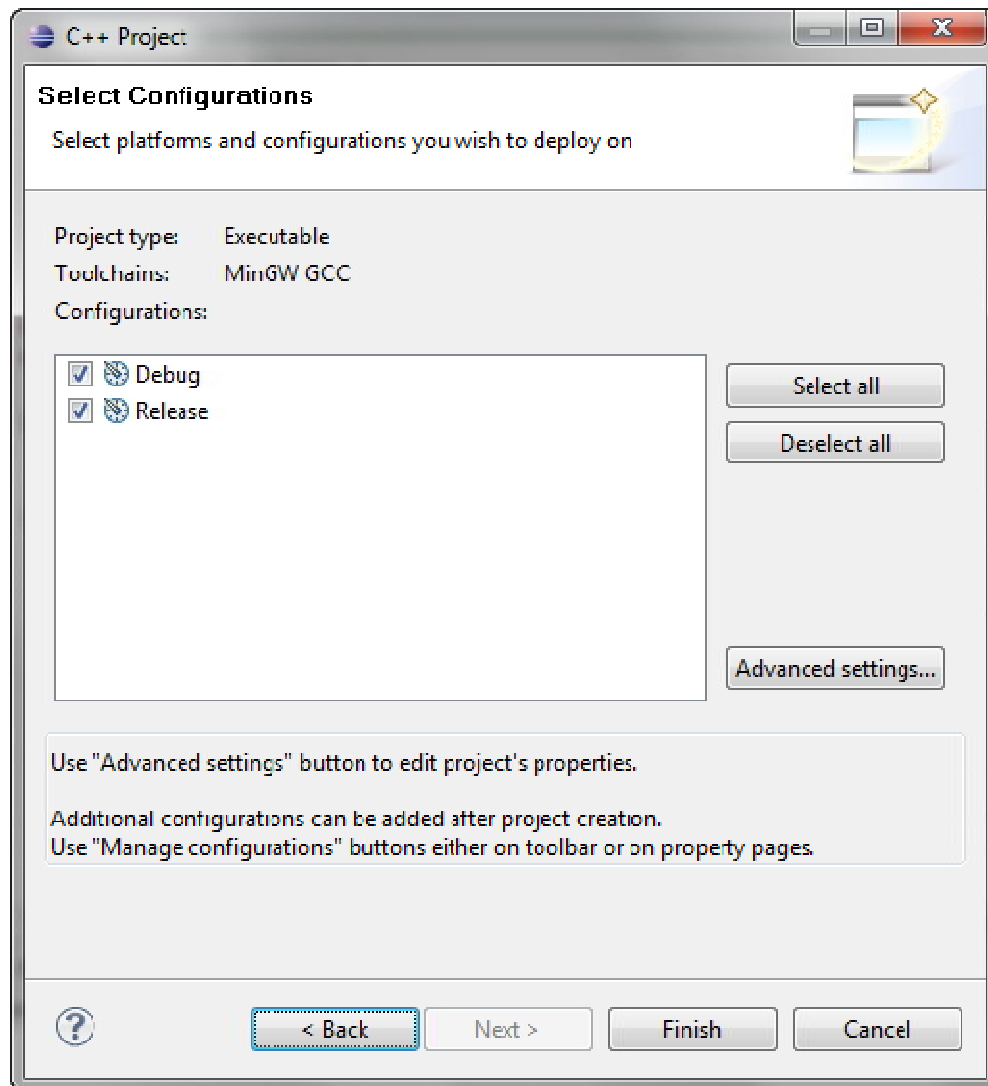 C++ Project
Select Configurations
Select platforms and configurations you wish to deploy on
Project type: Executable
Toolchains: MinGW GCC
Configurations:
Debug
Release
Select all
Deselect all
Advanced settings...
Use "Advanced settings" button to edit project's properties.
Additional configurations can be added after project creation.
Use "Manage configurations" buttons either on toolbar or on property pages.
?
< Back
Next >
Finish
Cancel